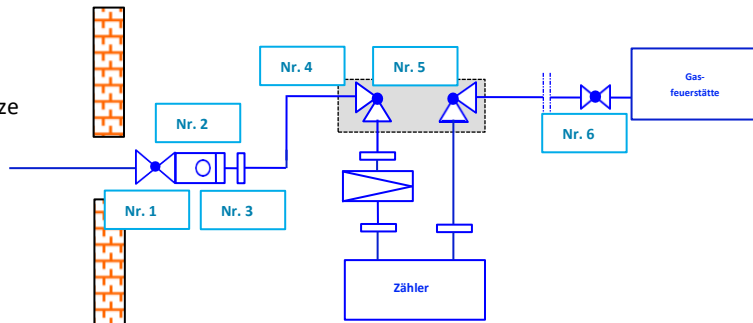 ze
Nr. 4
Nr. 5
Gas-
feuerstätte
Nr. 2
Nr. 6
Nr. 1
Nr. 3
Zähler